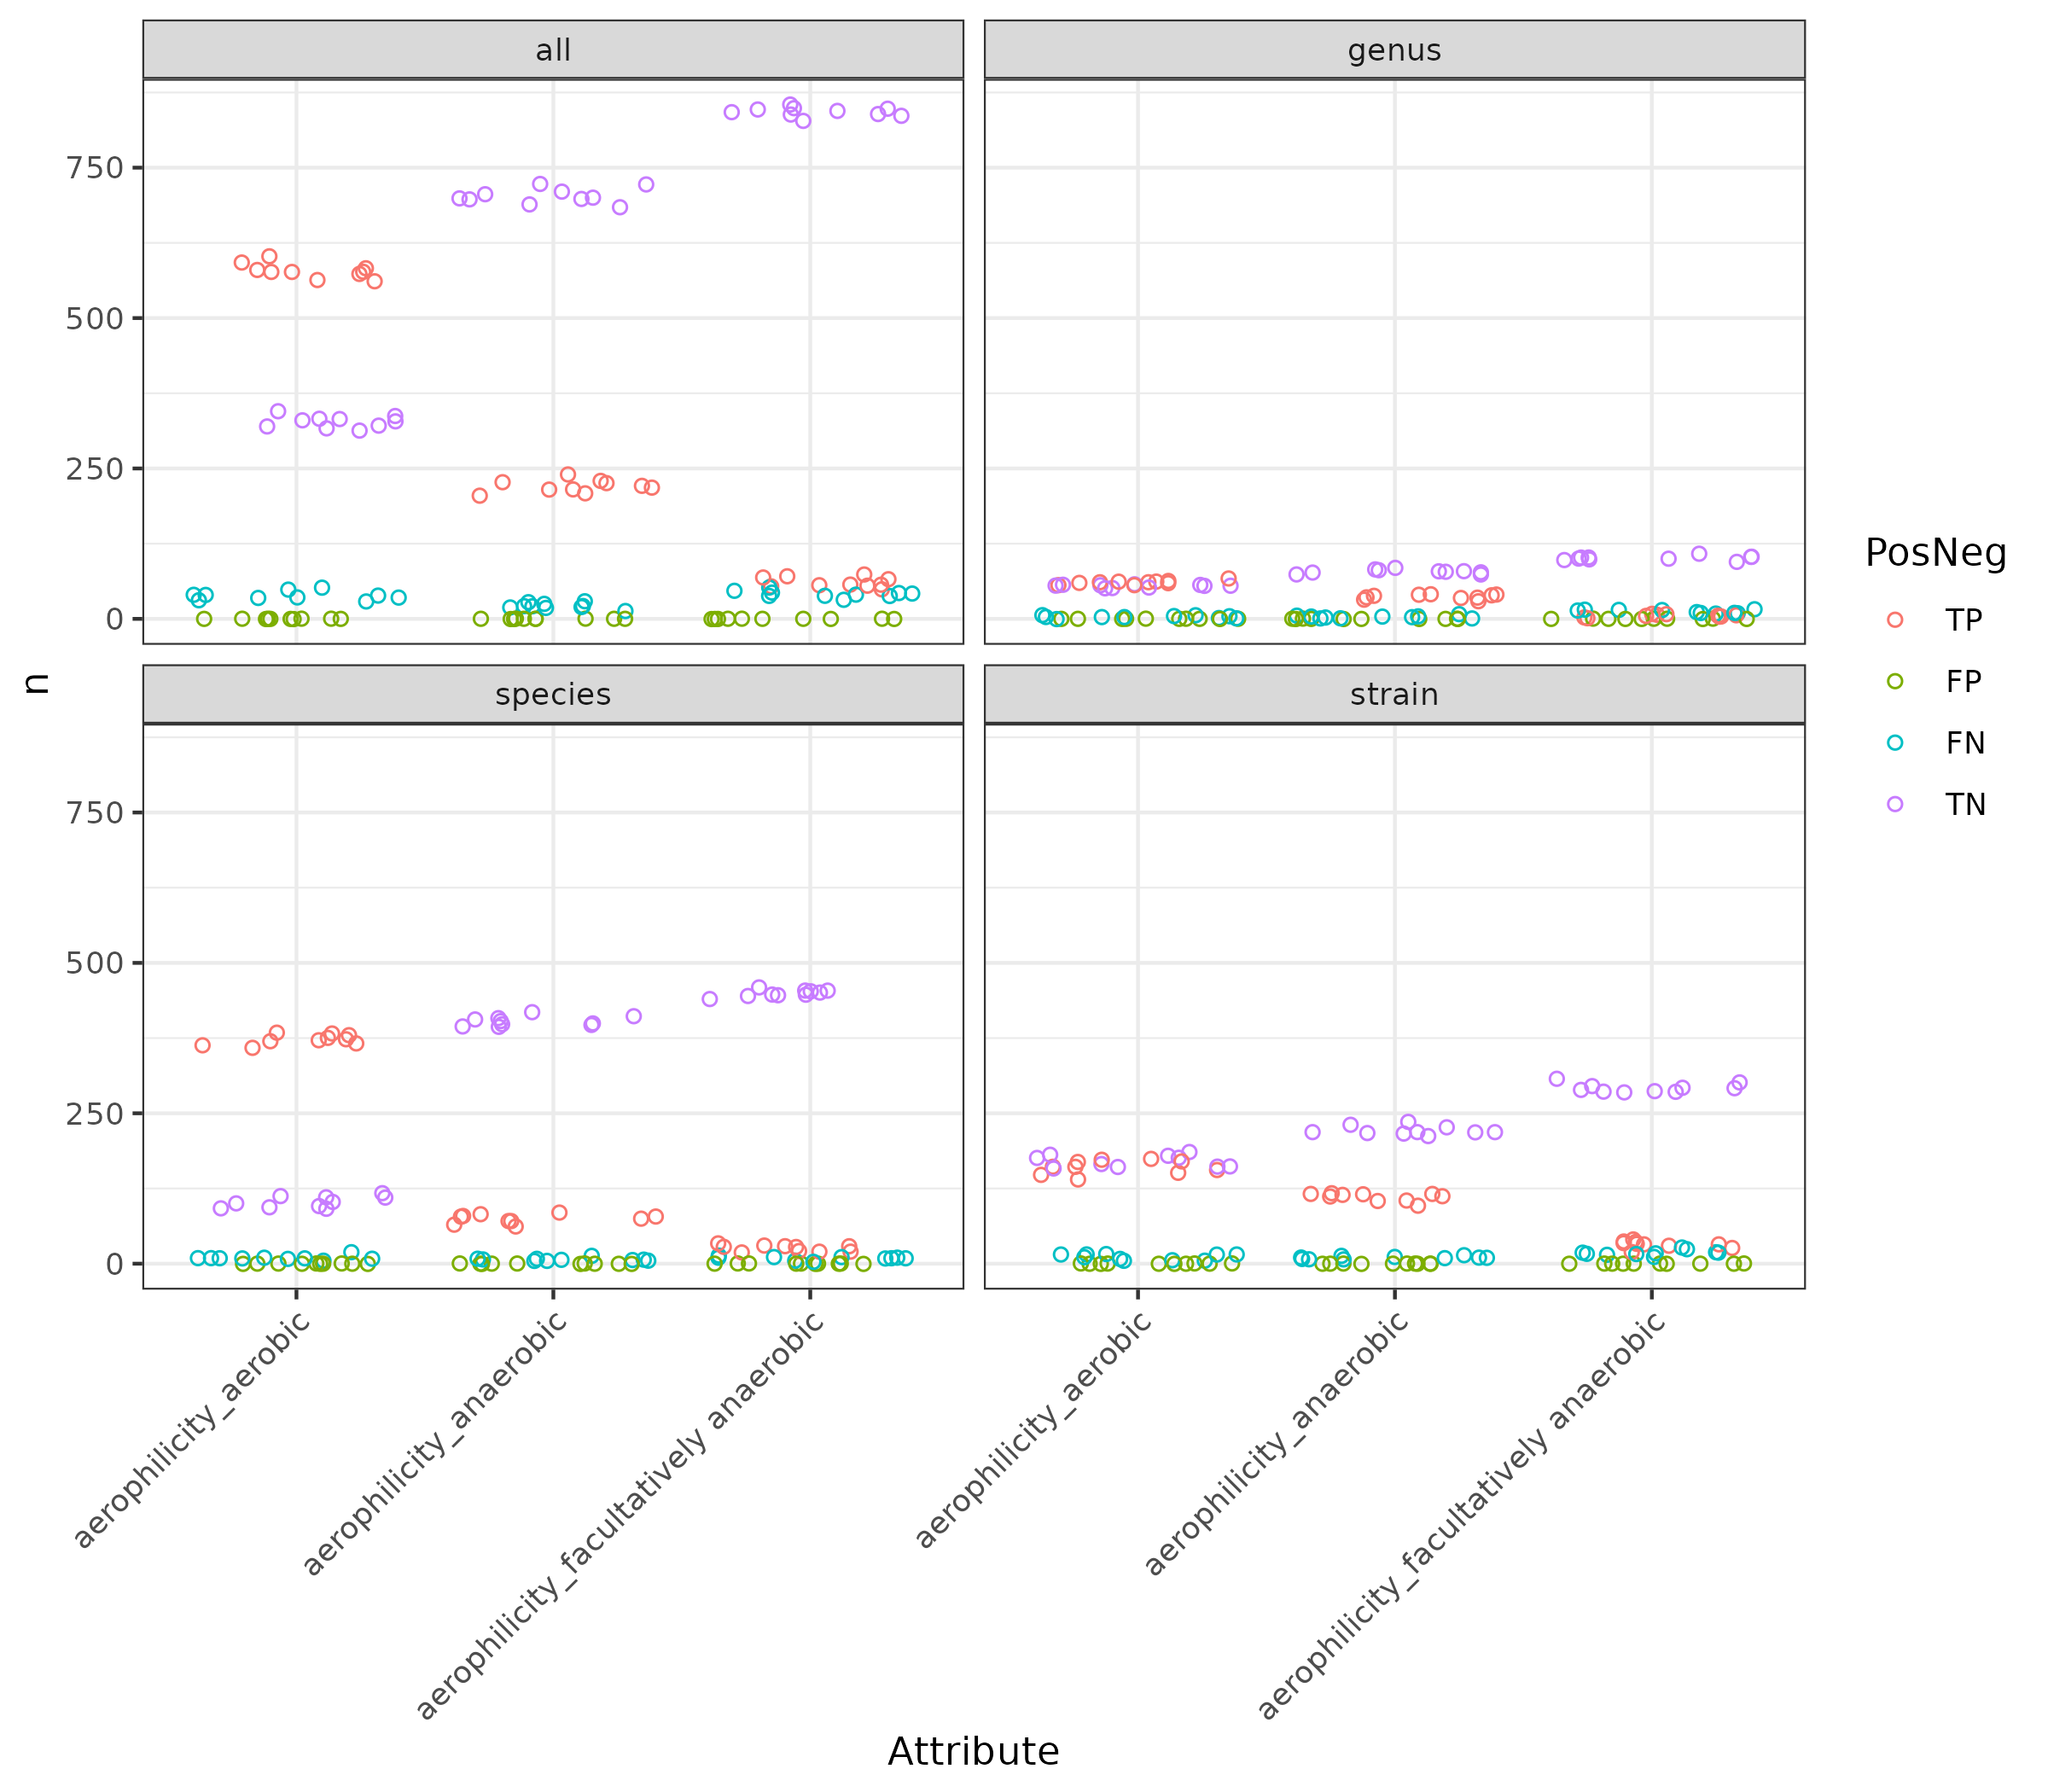 all
genus
750
500
250
0
n
species
strain
750
500
250
0
PosNeg
TP
FP
FN
TN
aerophilicity_aerobic
aerophilicity_anaerobic
aerophilicity_facultatively anaerobic
aerophilicity_aerobic
aerophilicity_anaerobic
aerophilicity_facultatively anaerobic
Attribute